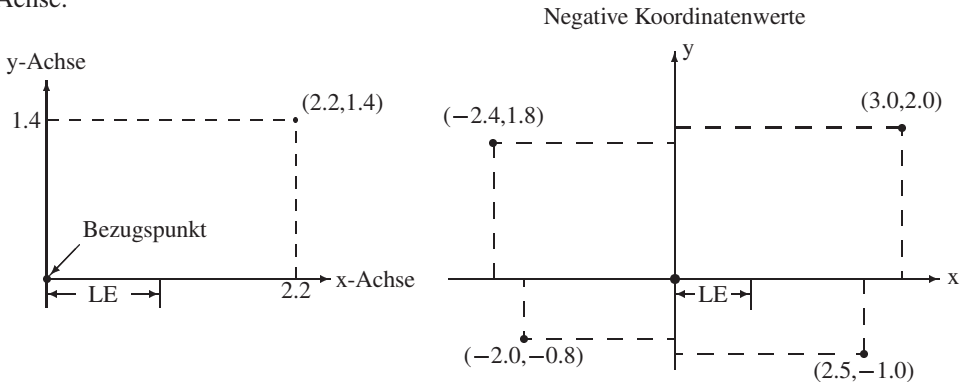 Achse.
Negative Koordinatenwerte
y-Achse
(2.2,1.4)
1.4
Bezugspunkt
LE
2.2
x-Achse
y
(−2.4,1.8)
(3.0,2.0)
LE
x
(−2.0,−0.8)
(2.5,−1.0)